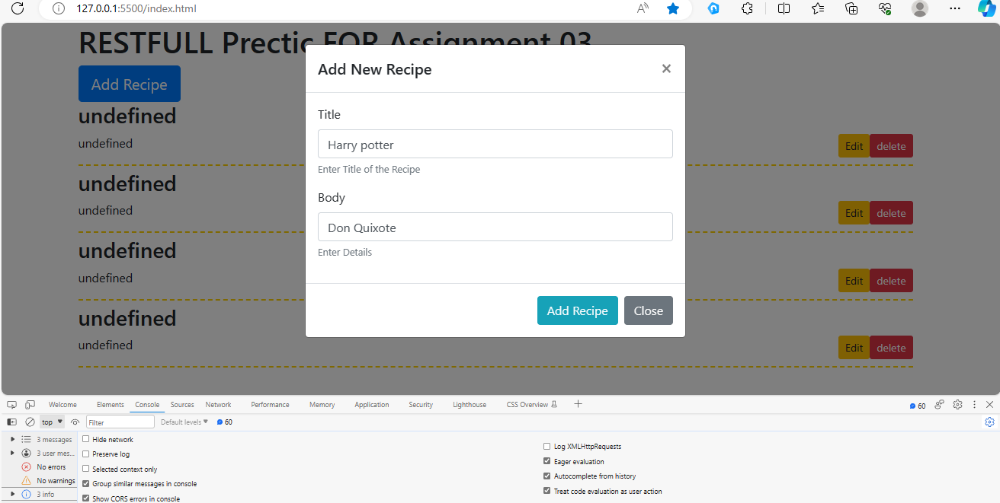 127.0.0.1:5500/index.html
RESTFULL Prectic FOR Assignment 03
Add Recipe
undefined
undefined
Edit delete
undefined
undefined
Edit delete
undefined
undefined
Edit delete
undefined
undefined
Edit delete
Add New Recipe ×
Title
Harry potter
Enter Title of the Recipe
Body
Don Quixote
Enter Details
Add Recipe Close
Welcome Elements Console Sources Network Performance Memory Application Security Lighthouse CSS Overview 60
top Filter Default levels 60
3 messages
3 user mes...
No errors
No warnings
3 info
Hide network
Preserve log
Selected context only
Group similar messages in console
Show CORS errors in console
Log XMLHttpRequests
Eager evaluation
Autocomplete from history
Treat code evaluation as user action